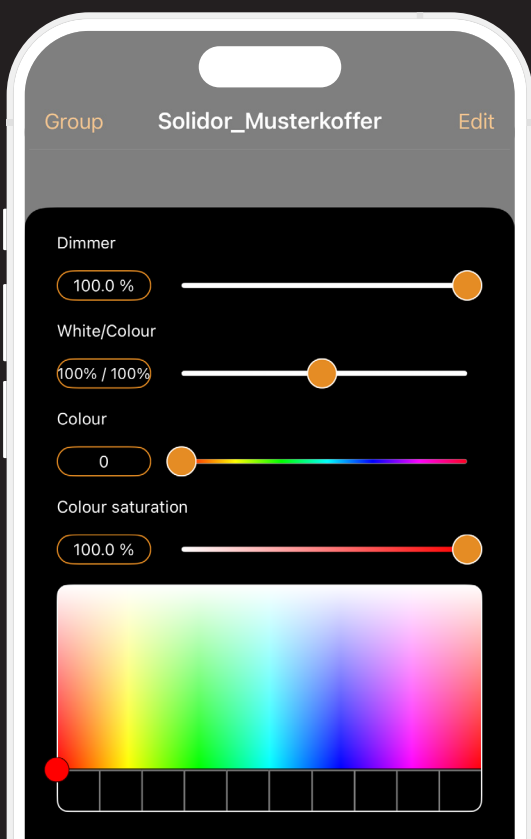 Group Solidor_Musterkoffer Edit
Dimmer
100.0 %
White/Colour
100% / 100%
Colour
0
Colour saturation
100.0 %